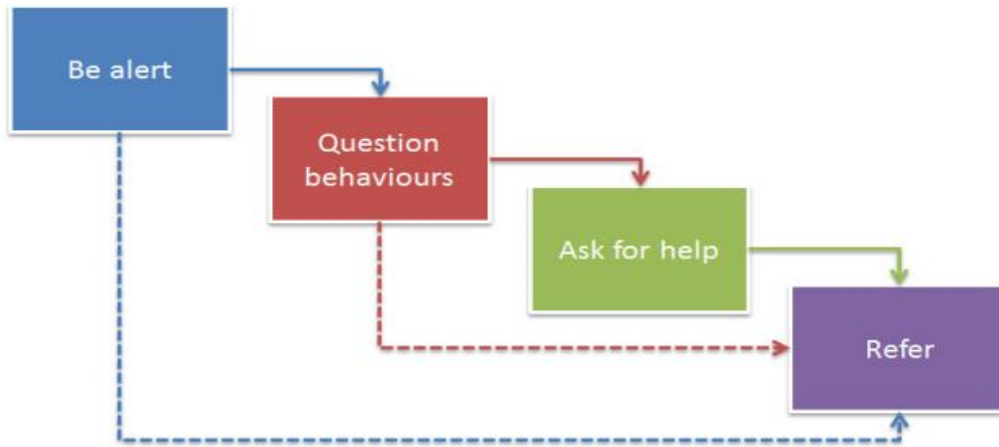 Be alert
Question
behaviours
Ask for help
Refer